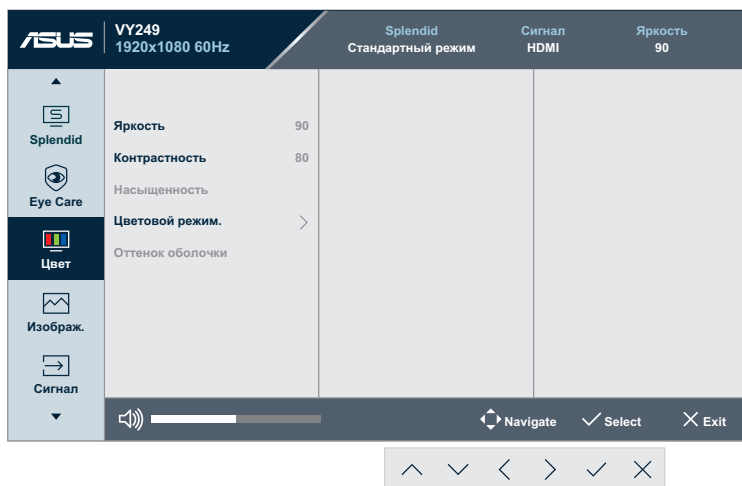 ASUS
VY249
1920x1080 60Hz
Splendid
Стандартный режим
Сигнал
HDMI
Яркость
90
Splendid
Eye Care
Цвет
Изображ.
Сигнал
Яркость 90
Контрастность 80
Насыщенность
Цветовой режим.
Оттенок оболочки
Navigate
Select
Exit